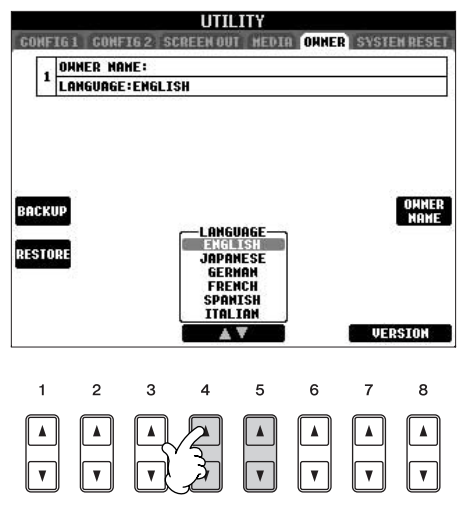 UTILITY
CONFIG 1 CONFIG 2 SCREEN OUT MEDIA OWNER SYSTEM RESET
1 OWNER NAME:
LANGUAGE:ENGLISH
BACKUP
OWNER NAME
RESTORE
LANGUAGE
ENGLISH
JAPANESE
GERMAN
FRENCH
SPANISH
ITALIAN
▲ ▼
VERSION
1 2 3 4 5 6 7 8